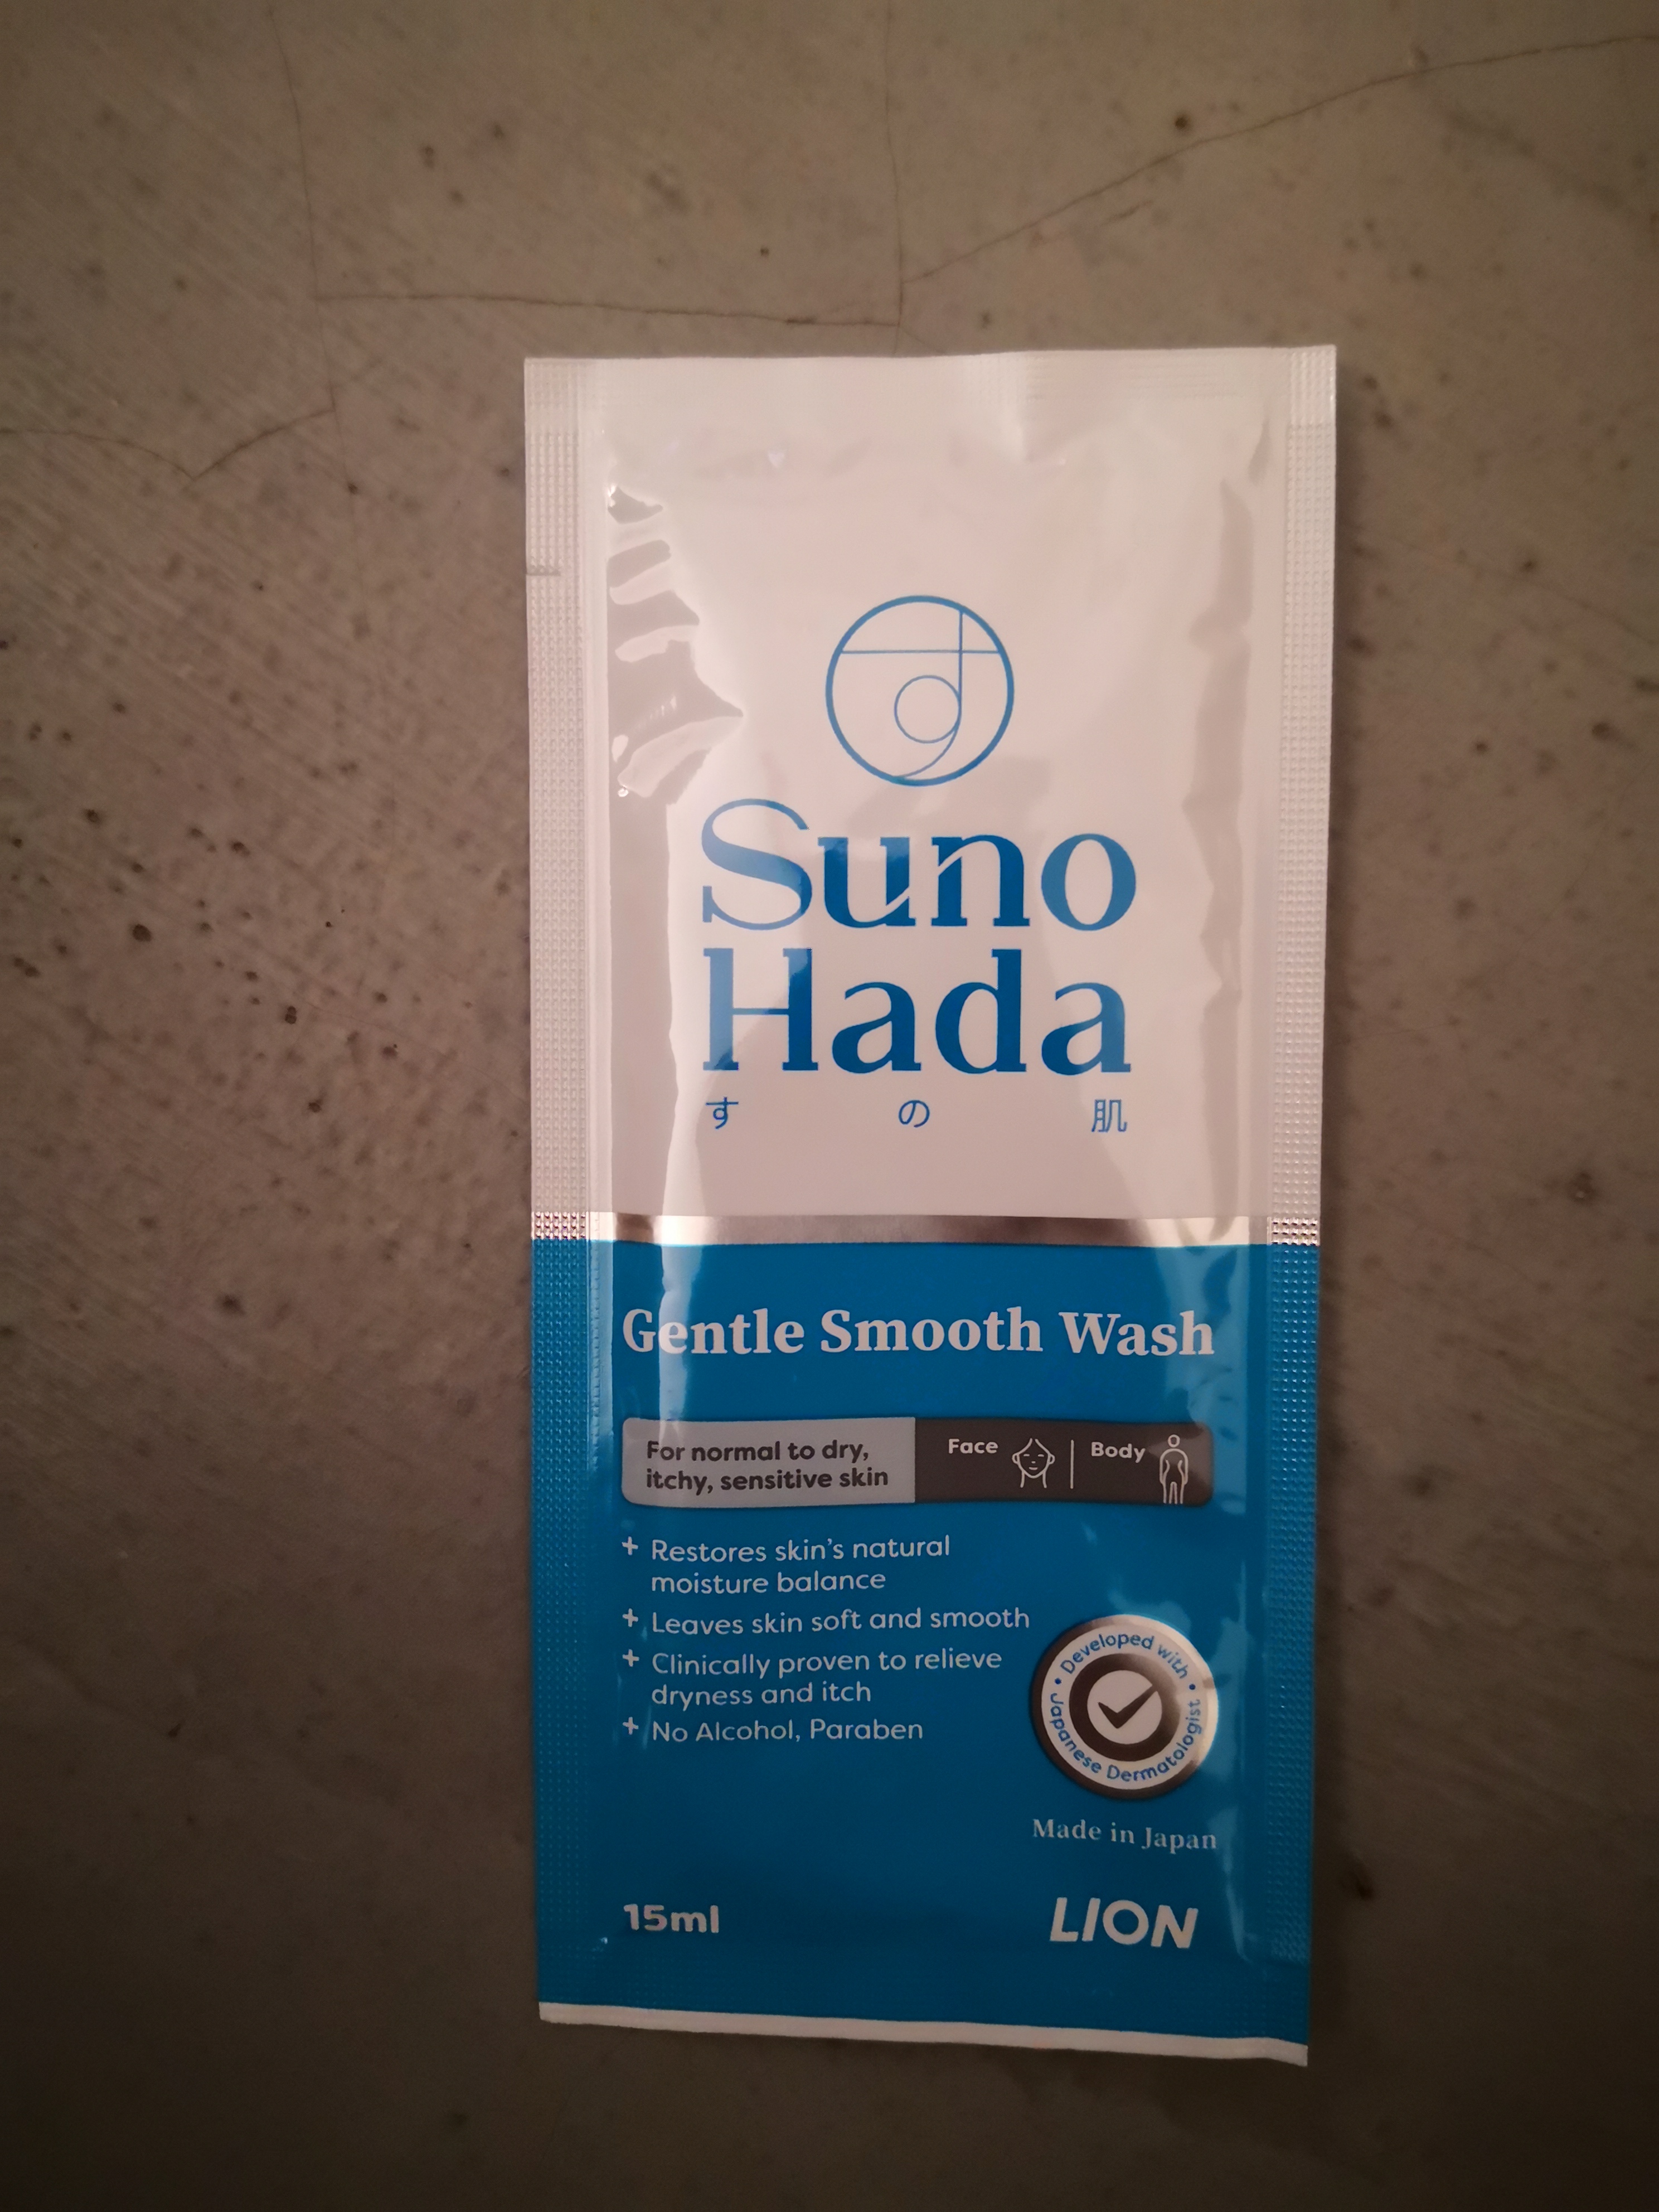 Suno
Hada
すの肌
Gentle Smooth Wash
For normal to dry,
itchy, sensitive skin
Face | Body
+ Restores skin's natural
moisture balance
+ Leaves skin soft and smooth
+ Clinically proven to relieve
dryness and itch
+ No Alcohol, Paraben
• Developed with •
Japanese Dermatologist
Made in Japan
15ml
LION